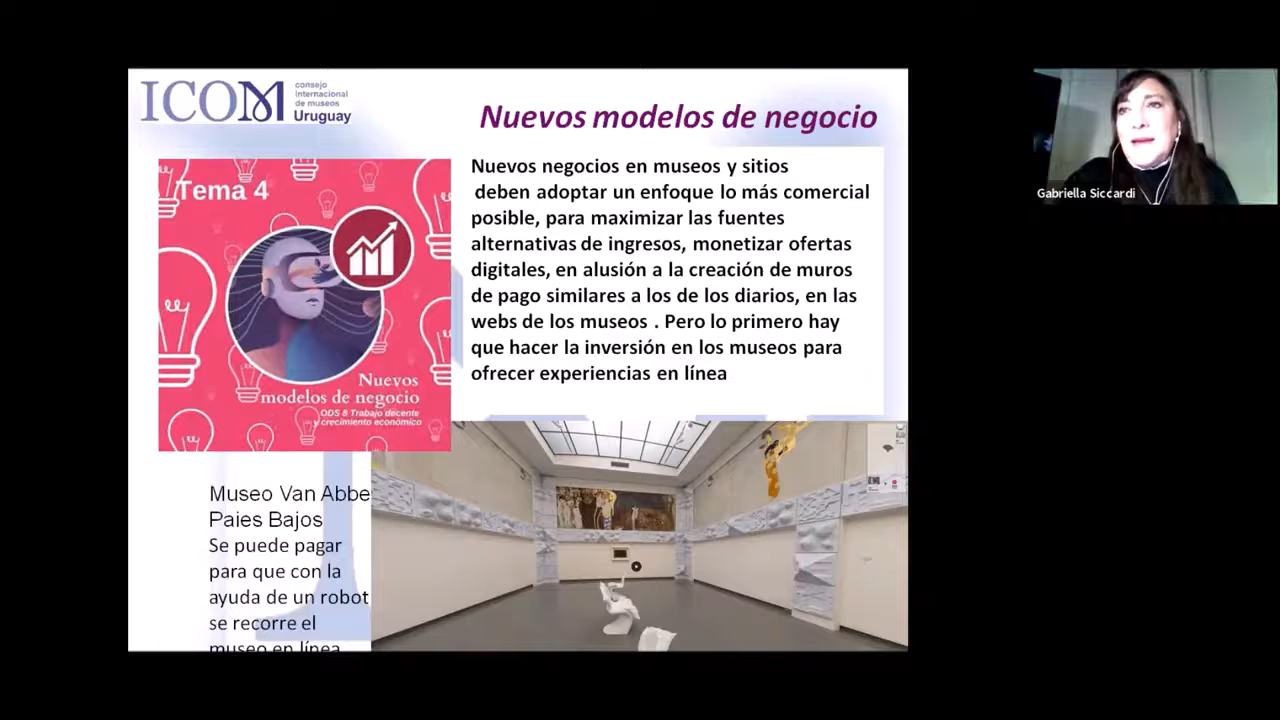 ICOM
consejo
internacional
de museos
Uruguay
Nuevos modelos de negocio
Tema 4
Nuevos
modelos de negocio
ODS 8 Trabajo decente
y crecimiento económico
Nuevos negocios en museos y sitios
deben adoptar un enfoque lo más comercial
posible, para maximizar las fuentes
alternativas de ingresos, monetizar ofertas
digitales, en alusión a la creación de muros
de pago similares a los de los diarios, en las
webs de los museos . Pero lo primero hay
que hacer la inversión en los museos para
ofrecer experiencias en línea
Museo Van Abbe
Paies Bajos
Se puede pagar
para que con la
ayuda de un robot
se recorre el
museo en línea
Gabriella Siccardi